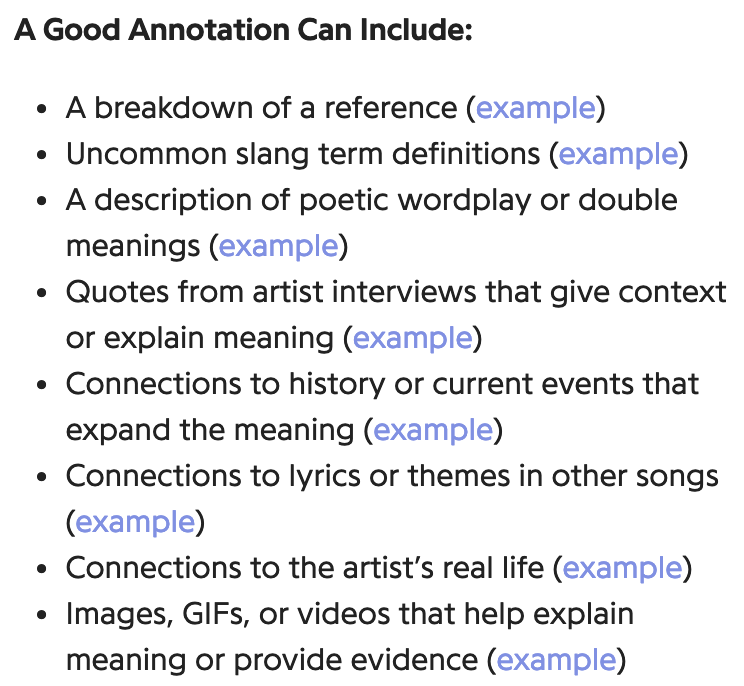 A Good Annotation Can Include:
• A breakdown of a reference (example)
• Uncommon slang term definitions (example)
• A description of poetic wordplay or double
meanings (example)
• Quotes from artist interviews that give context
or explain meaning (example)
• Connections to history or current events that
expand the meaning (example)
• Connections to lyrics or themes in other songs
(example)
• Connections to the artist’s real life (example)
• Images, GIFs, or videos that help explain
meaning or provide evidence (example)